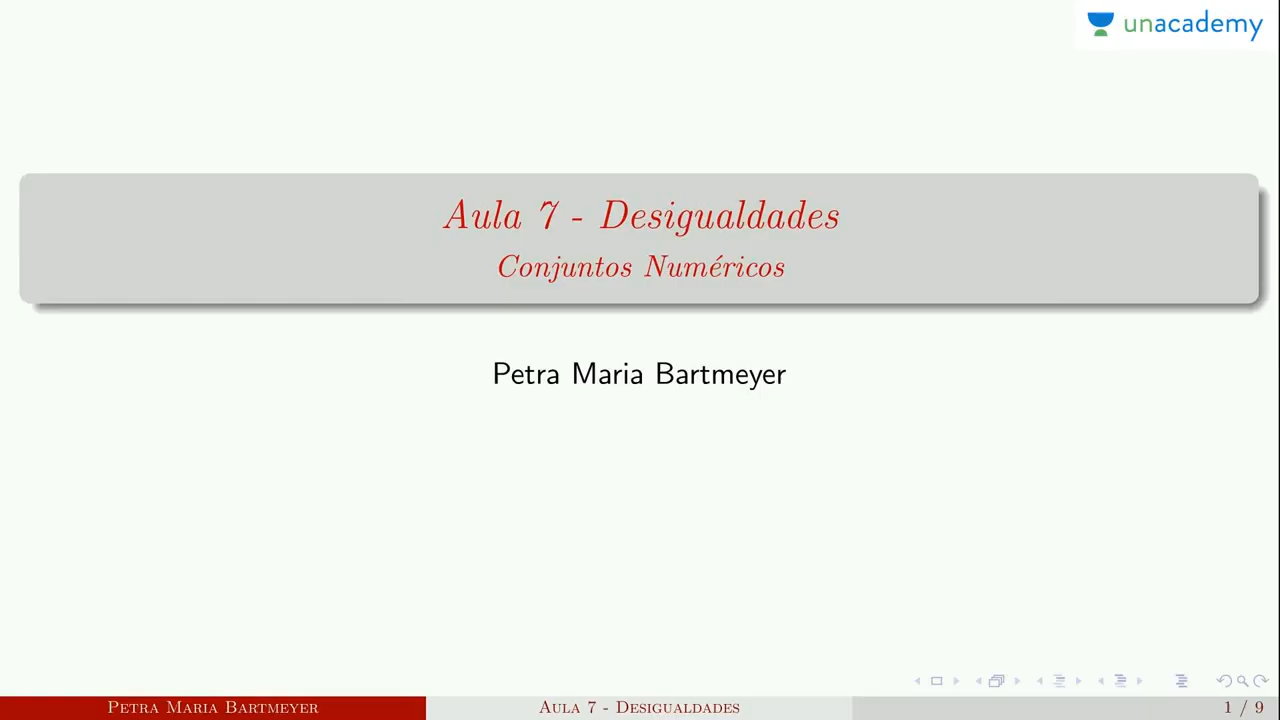 unacademy
Aula 7 - Desigualdades
Conjuntos Numéricos
Petra Maria Bartmeyer
Petra Maria Bartmeyer
Aula 7 - Desigualdades
1 / 9